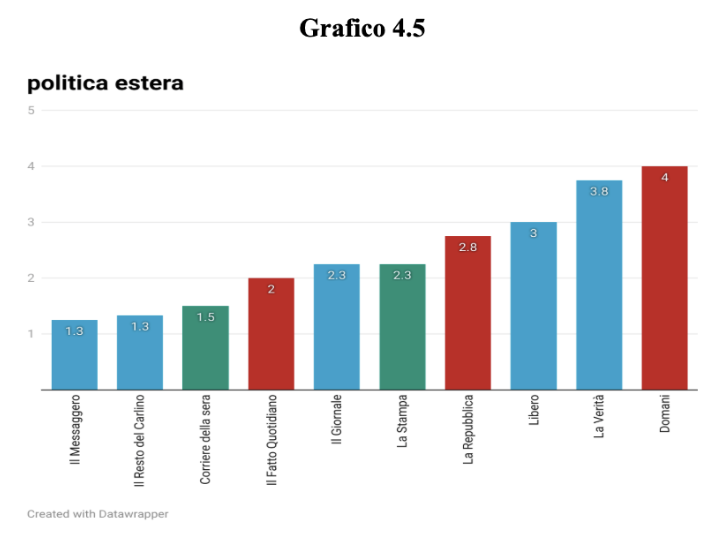 Grafico 4.5
politica estera
5
4
3
2
1
1.3
1.3
1.5
2
2.3
2.3
2.8
3
3.8
4
Il Messaggero
Il Resto del Carlino
Corriere della sera
Il Fatto Quotidiano
Il Giornale
La Stampa
La Repubblica
Libero
La Verità
Domani
Created with Datawrapper